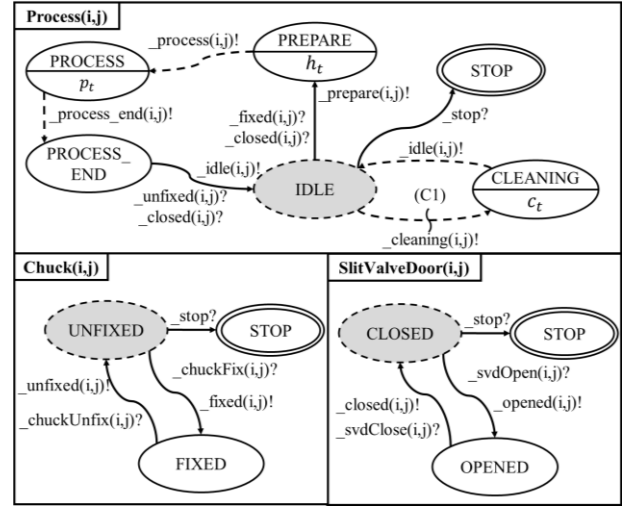 Process(i,j)
_process(i,j)!
PREPARE
h_t
PROCESS
p_t
STOP
_prepare(i,j)!
_fixed(i,j)?
_closed(i,j)?
_stop?
_process_end(i,j)!
_idle(i,j)!
PROCESS_
END
_idle(i,j)!
_unfixed(i,j)?
_closed(i,j)?
IDLE
(C1)
CLEANING
c_t
_cleaning(i,j)!
Chuck(i,j)
UNFIXED
_stop?
STOP
_chuckFix(i,j)?
_fixed(i,j)!
_unfixed(i,j)!
_chuckUnfix(i,j)?
FIXED
SlitValveDoor(i,j)
CLOSED
_stop?
STOP
_svdOpen(i,j)?
_opened(i,j)!
_closed(i,j)!
_svdClose(i,j)?
OPENED